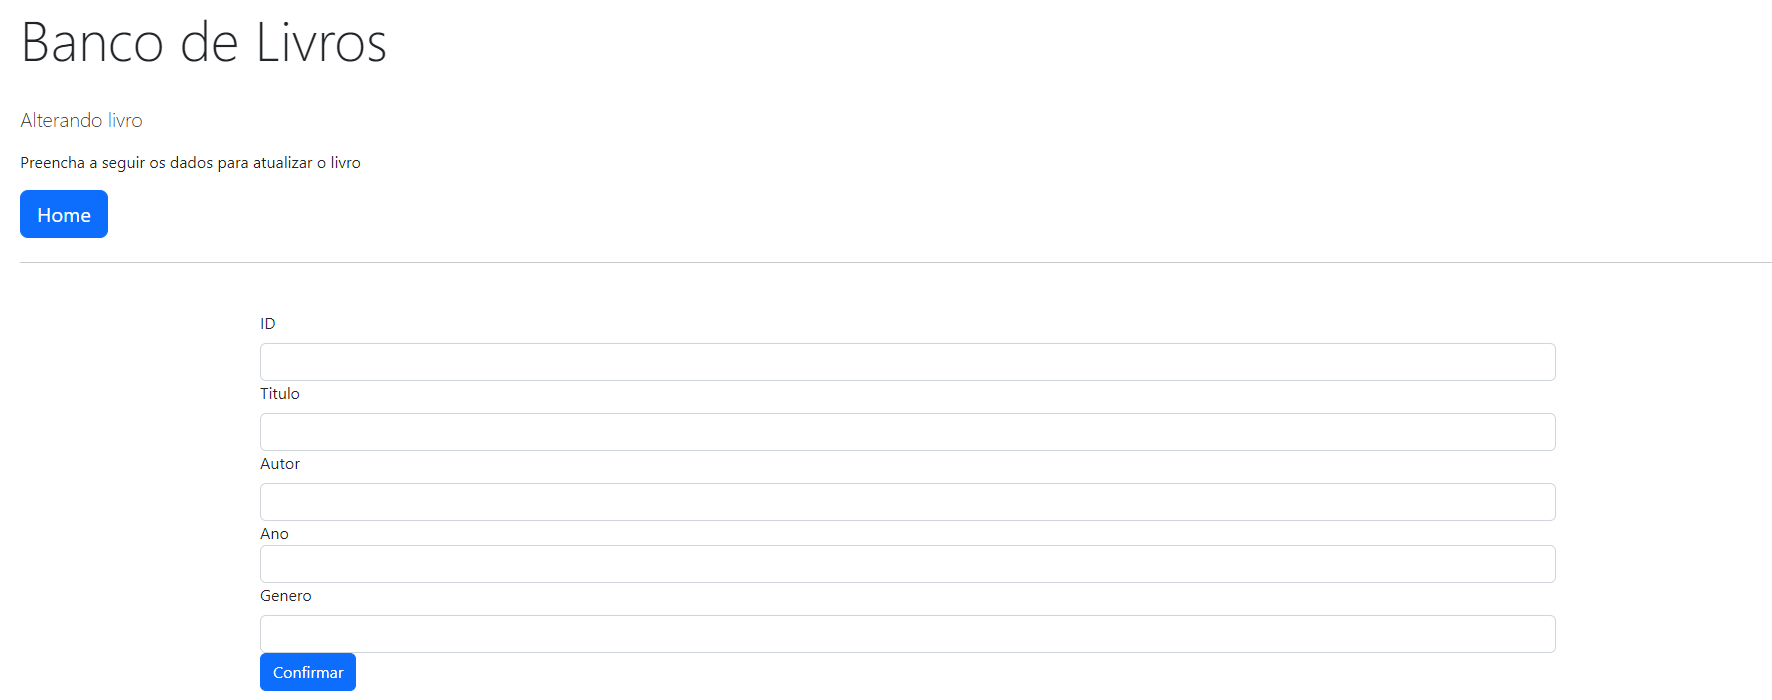 Banco de Livros
Alterando livro
Preencha a seguir os dados para atualizar o livro
Home
ID
Titulo
Autor
Ano
Genero
Confirmar